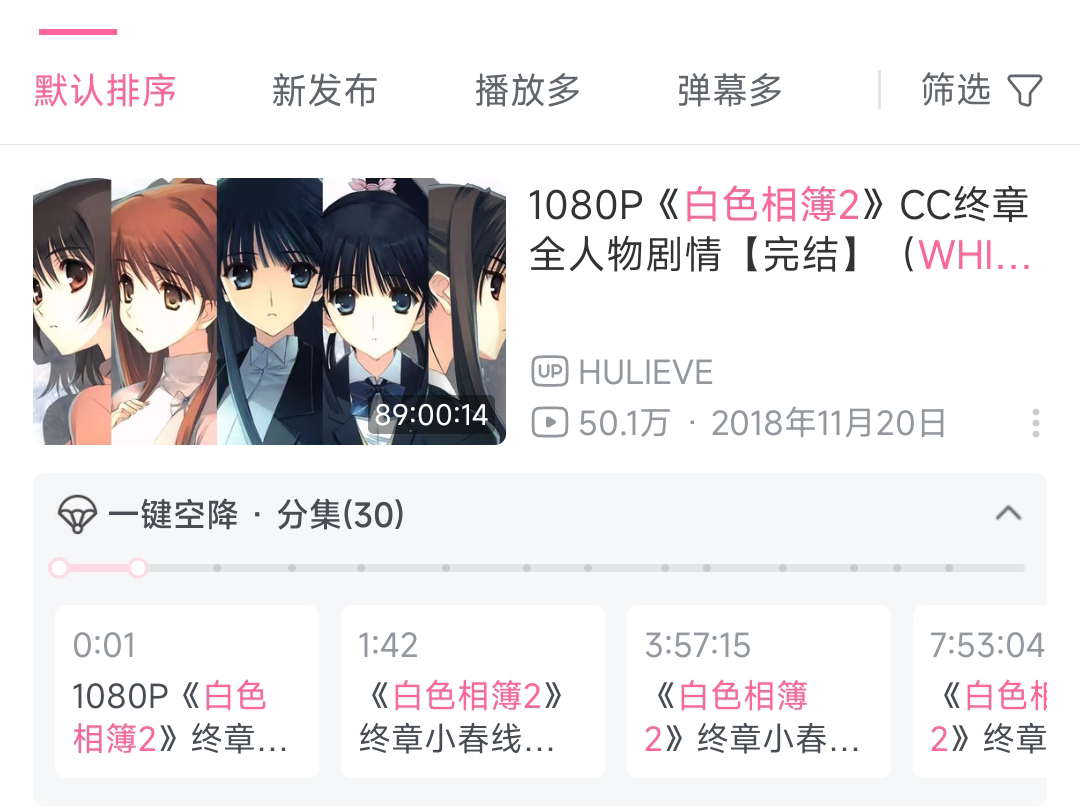 默认排序 新发布 播放多 弹幕多 筛选
1080P《白色相簿2》CC终章
全人物剧情【完结】（WHI...
89:00:14
UP HULIEVE
50.1万 · 2018年11月20日
一键空降 · 分集(30)
0:01
1080P《白色
相簿2》终章...
1:42
《白色相簿2》
终章小春线...
3:57:15
《白色相簿
2》终章小春...
7:53:04
《白色相
2》终章